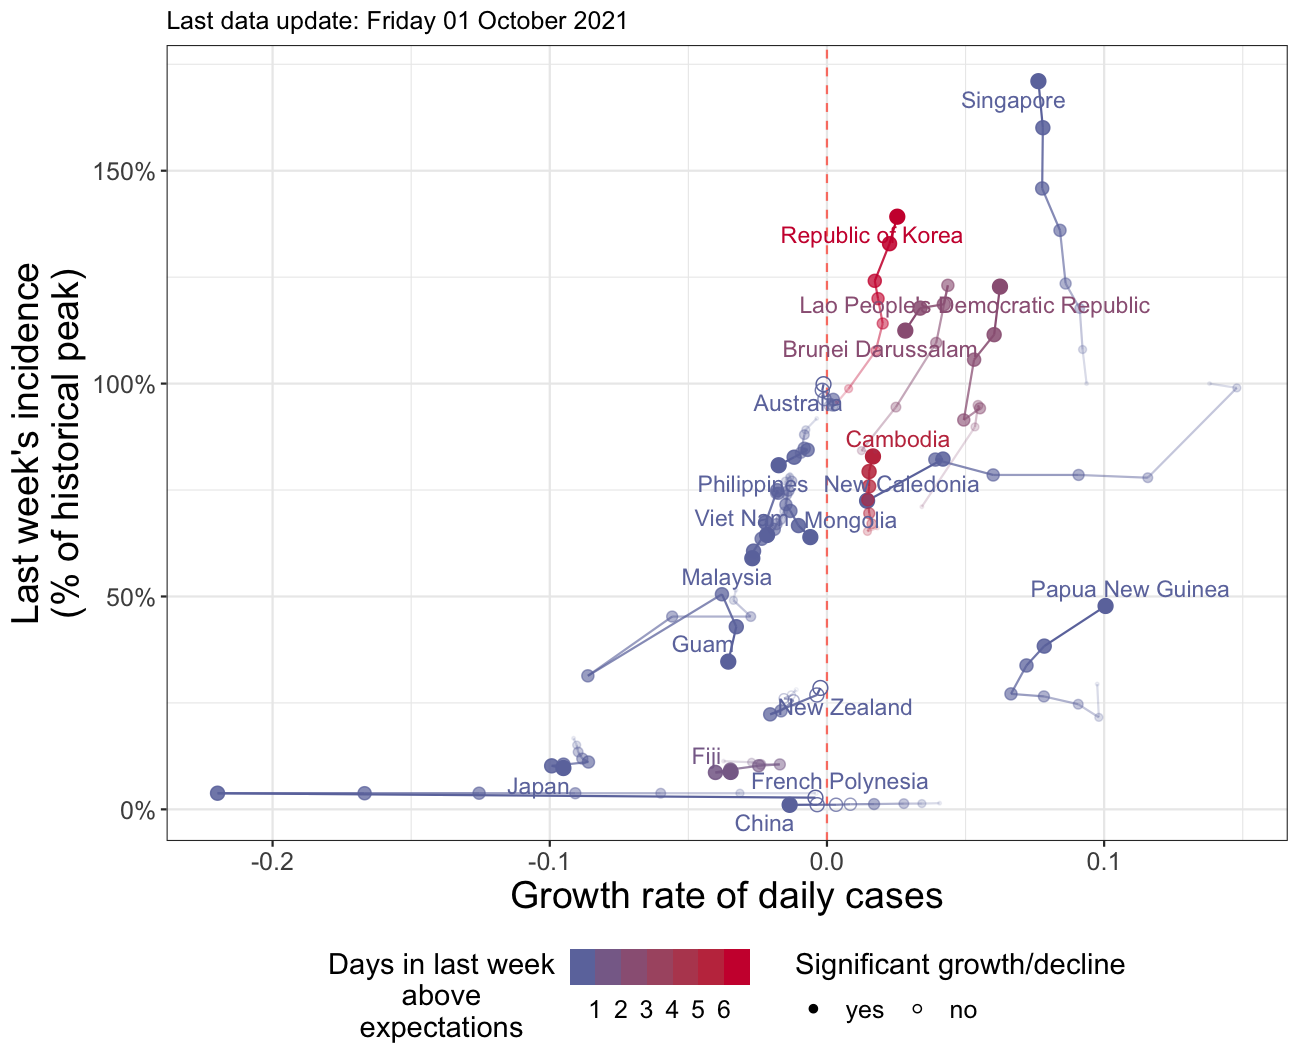 Last data update: Friday 01 October 2021
Last week's incidence
(% of historical peak)
150%
100%
50%
0%
Singapore
Republic of Korea
Lao People's Democratic Republic
Brunei Darussalam
Australia
Cambodia
Philippines
New Caledonia
Viet Nam
Mongolia
Malaysia
Papua New Guinea
Guam
New Zealand
Fiji
French Polynesia
Japan
China
-0.2
-0.1
0.0
0.1
Growth rate of daily cases
Days in last week
above
expectations
1 2 3 4 5 6
Significant growth/decline
yes
no